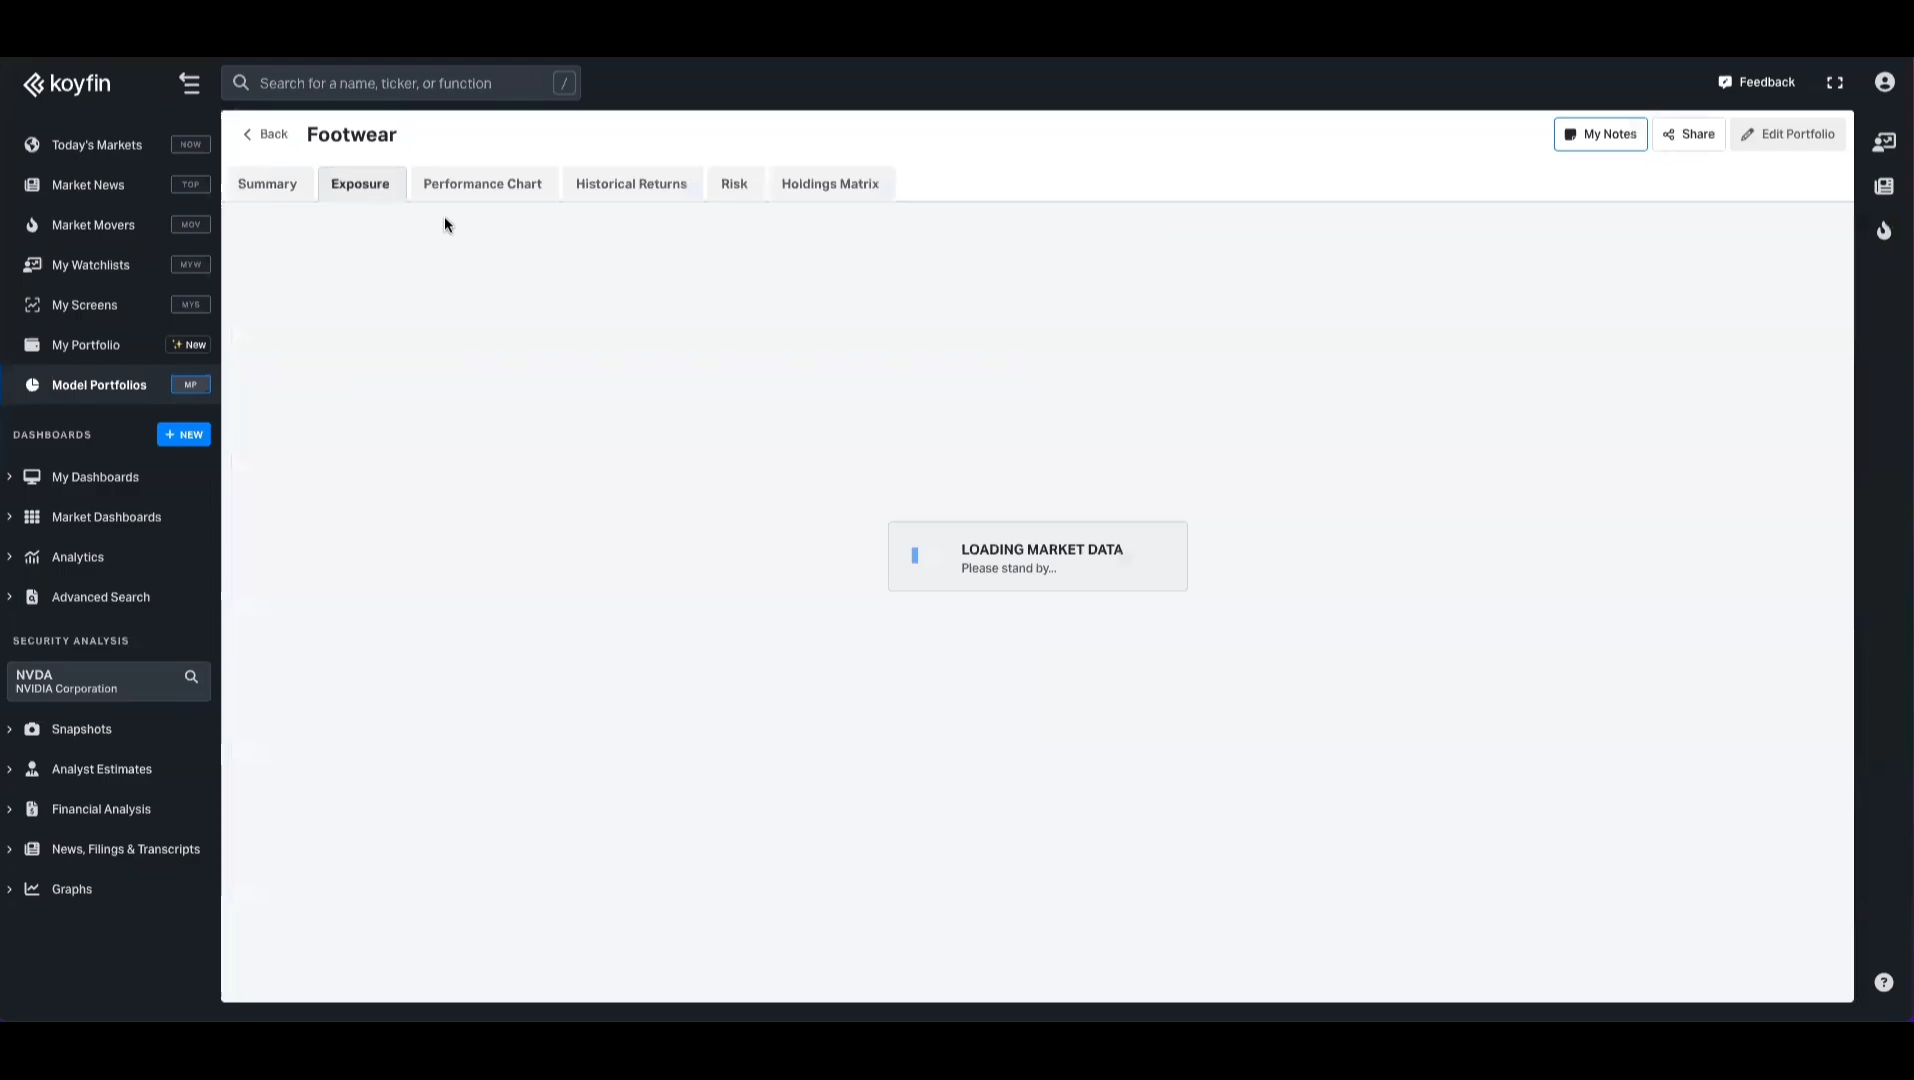 koyfin
Search for a name, ticker, or function /
Feedback
Back Footwear
My Notes Share Edit Portfolio
Summary Exposure Performance Chart Historical Returns Risk Holdings Matrix
Today's Markets NOW
Market News TOP
Market Movers MOV
My Watchlists MYW
My Screens MYS
My Portfolio New
Model Portfolios MP
DASHBOARDS + NEW
My Dashboards
Market Dashboards
Analytics
Advanced Search
SECURITY ANALYSIS
NVDA
NVIDIA Corporation
Snapshots
Analyst Estimates
Financial Analysis
News, Filings & Transcripts
Graphs
LOADING MARKET DATA
Please stand by...
?